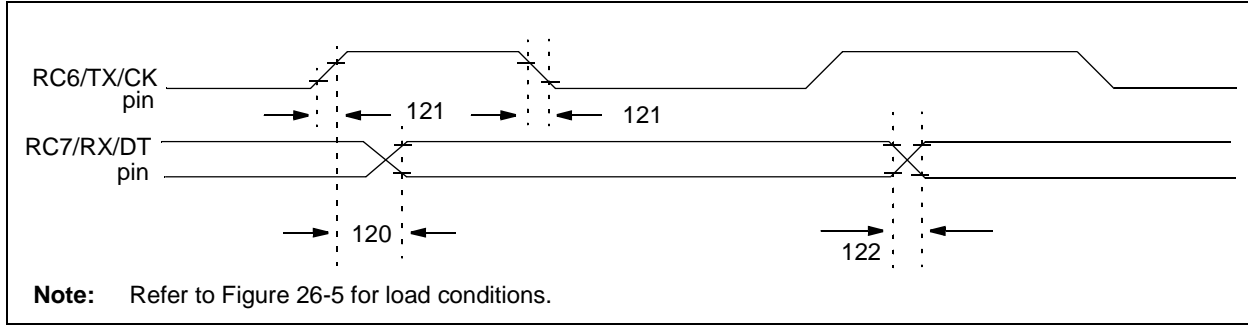 RC6/TX/CK
pin
121
121
RC7/RX/DT
pin
120
122
Note: Refer to Figure 26-5 for load conditions.